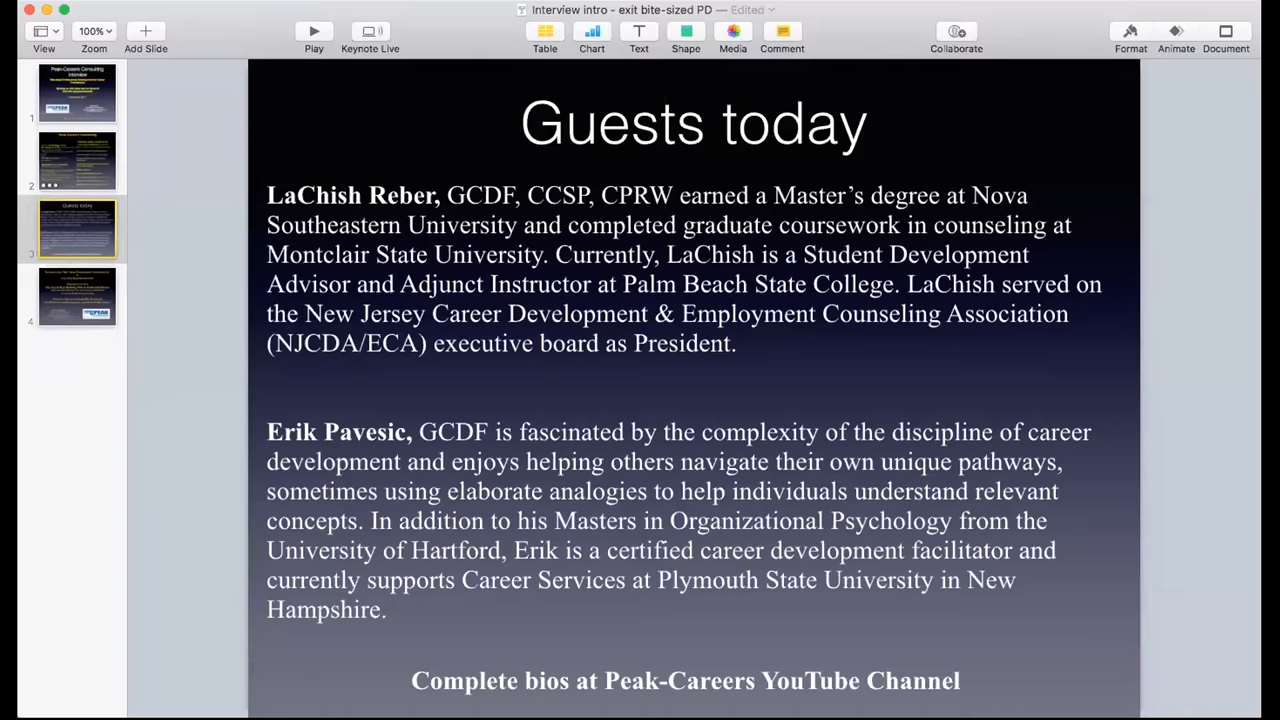 Interview intro - exit bite-sized PD — Edited
100%
View
Zoom
Add Slide
Play
Keynote Live
Table
Chart
Text
Shape
Media
Comment
Collaborate
Format
Animate
Document
1
2
3
4
Guests today
LaChish Reber, GCDF, CCSP, CPRW earned a Master’s degree at Nova
Southeastern University and completed graduate coursework in counseling at
Montclair State University. Currently, LaChish is a Student Development
Advisor and Adjunct Instructor at Palm Beach State College. LaChish served on
the New Jersey Career Development & Employment Counseling Association
(NJCDA/ECA) executive board as President.
Erik Pavesic, GCDF is fascinated by the complexity of the discipline of career
development and enjoys helping others navigate their own unique pathways,
sometimes using elaborate analogies to help individuals understand relevant
concepts. In addition to his Masters in Organizational Psychology from the
University of Hartford, Erik is a certified career development facilitator and
currently supports Career Services at Plymouth State University in New
Hampshire.
Complete bios at Peak-Careers YouTube Channel